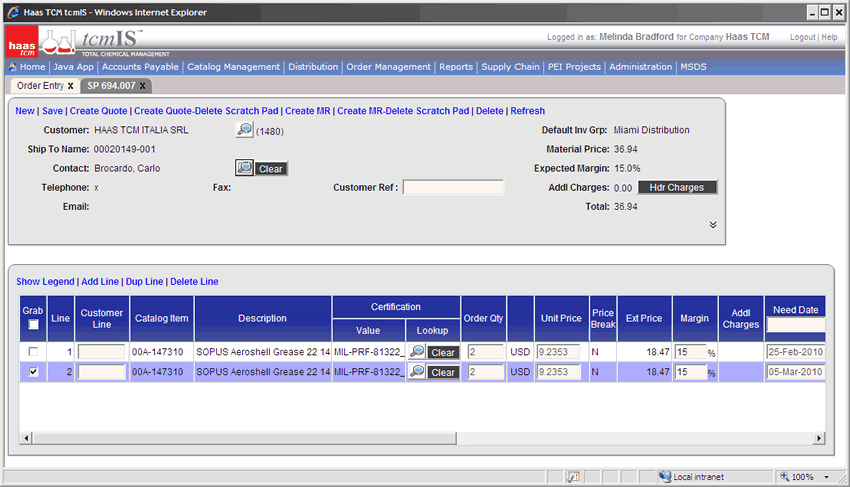 Haas TCM tcmIS - Windows Internet Explorer
haas tcm
tcmIS™
TOTAL CHEMICAL MANAGEMENT
Logged in as: Melinda Bradford for Company Haas TCM Logout | Help
Home | Java App | Accounts Payable | Catalog Management | Distribution | Order Management | Reports | Supply Chain | PEI Projects | Administration | MSDS
Order Entry X SP 694.007 X
New | Save | Create Quote | Create Quote-Delete Scratch Pad | Create MR | Create MR-Delete Scratch Pad | Delete | Refresh
Customer: HAAS TCM ITALIA SRL (1480) Default Inv Grp: Miami Distribution
Ship To Name: 00020149-001 Material Price: 36.94
Contact: Brocardo, Carlo Clear Expected Margin: 15.0%
Telephone: x Fax: Customer Ref : Addl Charges: 0.00 Hdr Charges
Email: Total: 36.94
Show Legend | Add Line | Dup Line | Delete Line
Grab Line Customer Line Catalog Item Description Certification Value Lookup Order Qty Unit Price Price Break Ext Price Margin Addl Charges Need Date
1 00A-147310 SOPUS Aeroshell Grease 22 14 MIL-PRF-81322_ Clear 2 USD 9.2353 N 18.47 15 % 25-Feb-2010
2 00A-147310 SOPUS Aeroshell Grease 22 14 MIL-PRF-81322_ Clear 2 USD 9.2353 N 18.47 15 % 05-Mar-2010
Local intranet 100%